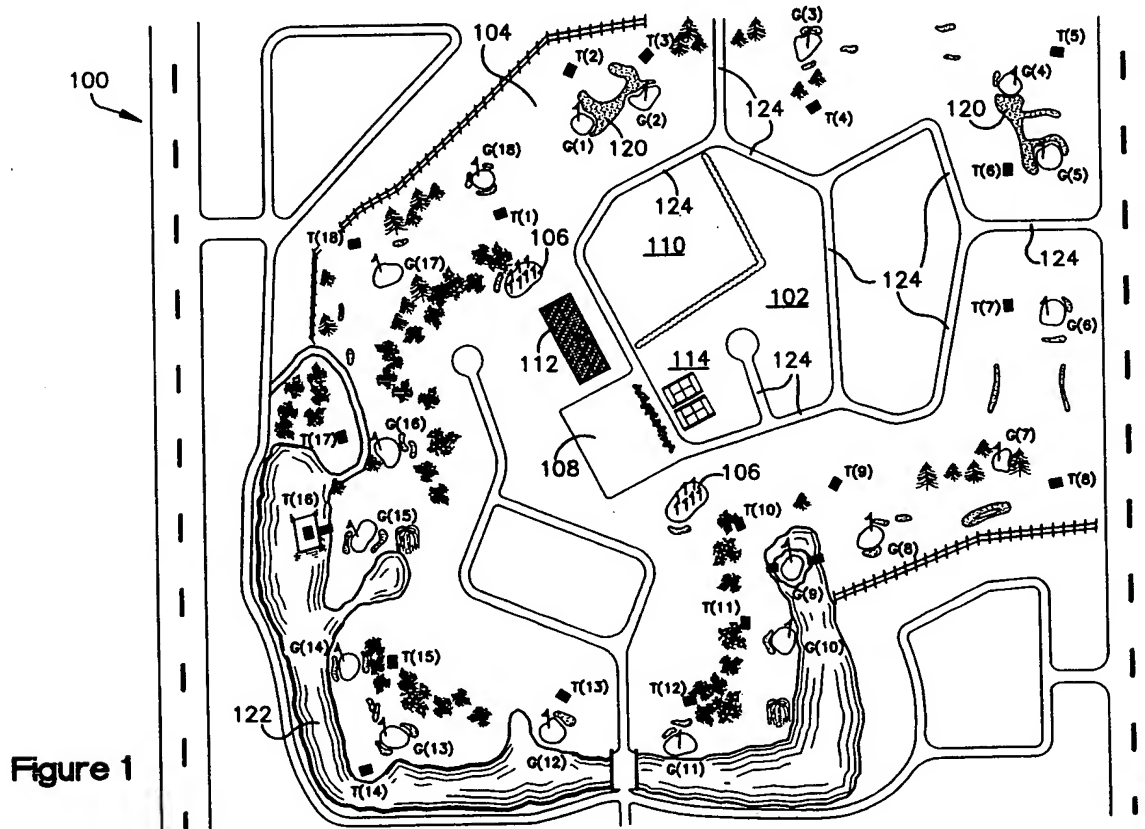 G(3)
T(5)
104
T(2)
T(3)
G(4)
100
124
G(2)
T(4)
120
G(1)
120
124
G(18)
T(6)
G(5)
124
T(1)
T(18)
110
106
124
124
G(17)
102
T(7)
G(6)
112
114
124
T(17)
G(16)
G(7)
108
106
T(9)
T(8)
T(16)
T(10)
G(15)
G(8)
G(9)
T(11)
G(14)
G(10)
T(15)
T(13)
T(12)
122
G(13)
G(12)
G(11)
Figure 1
T(14)